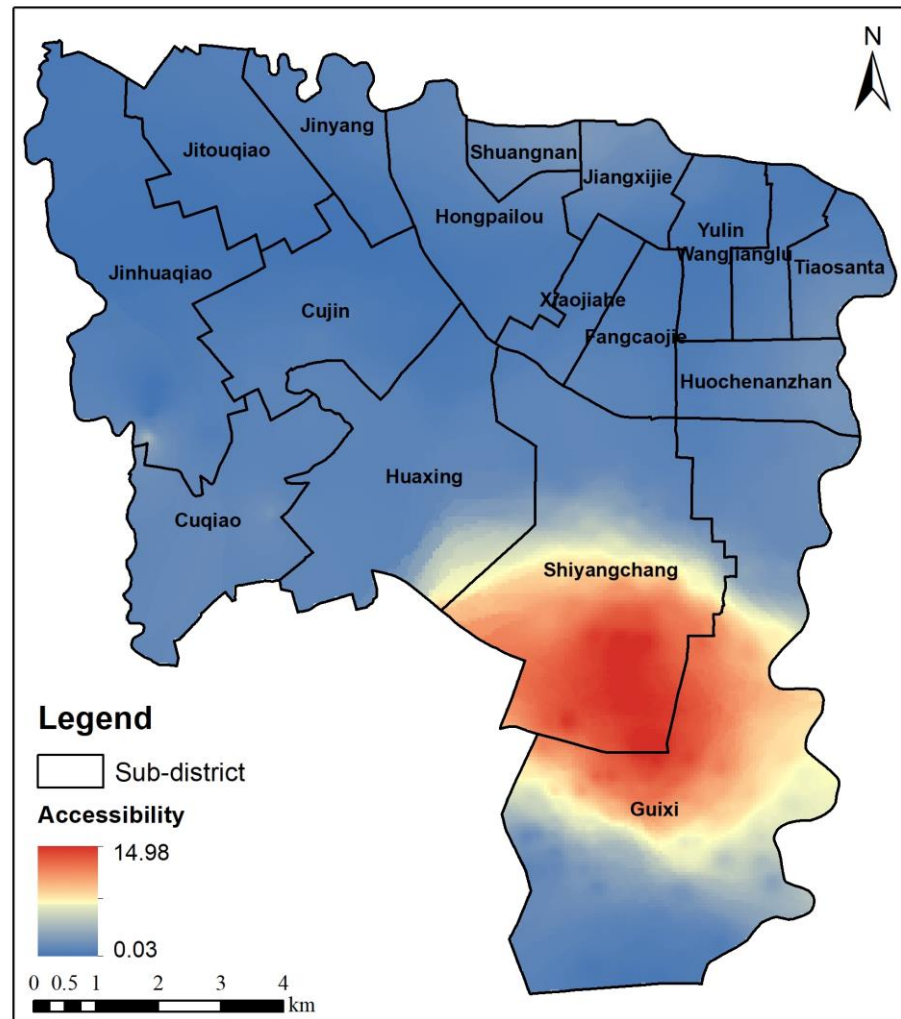 N
Jinyang
Jitouqiao
Shuangnan
Jiangxijie
Hongpailou
Yulin
Wangjianglu
Tiaosanta
Jinhuaqiao
Xiaojiahe
Cujin
Fangcaojie
Huochenanzhan
Huaxing
Cuqiao
Shiyangchang
Guixi
Legend
Sub-district
Accessibility
14.98
0.03
0 0.5 1 2 3 4
km